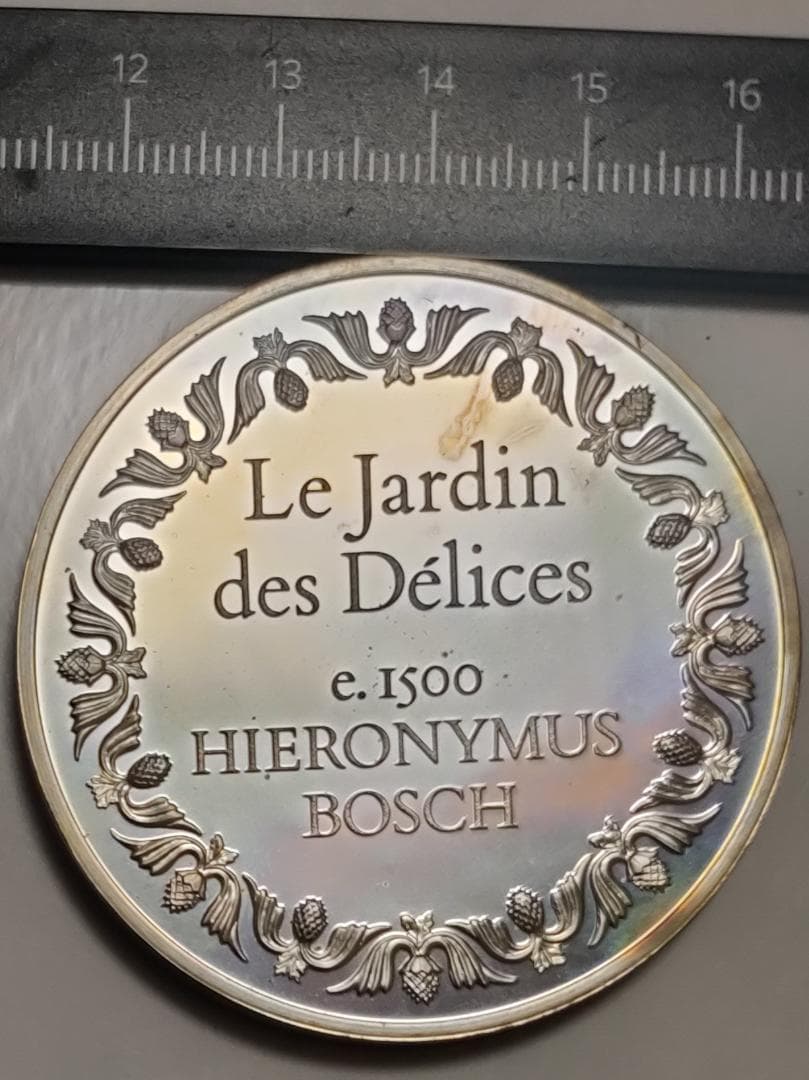 12 13 14 15 16
Le Jardin
des Délices
e. 1500
HIERONYMUS
BOSCH